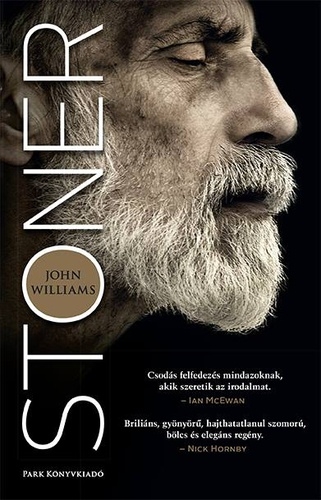 STONER
JOHN
WILLIAMS
Csodás felfedezés mindazoknak,
akik szeretik az irodalmat.
– IAN MCEWAN
Briliáns, gyönyörű, hajthatatlanul szomorú,
bölcs és elegáns regény.
– NICK HORNBY
PARK KÖNYVKIADÓ